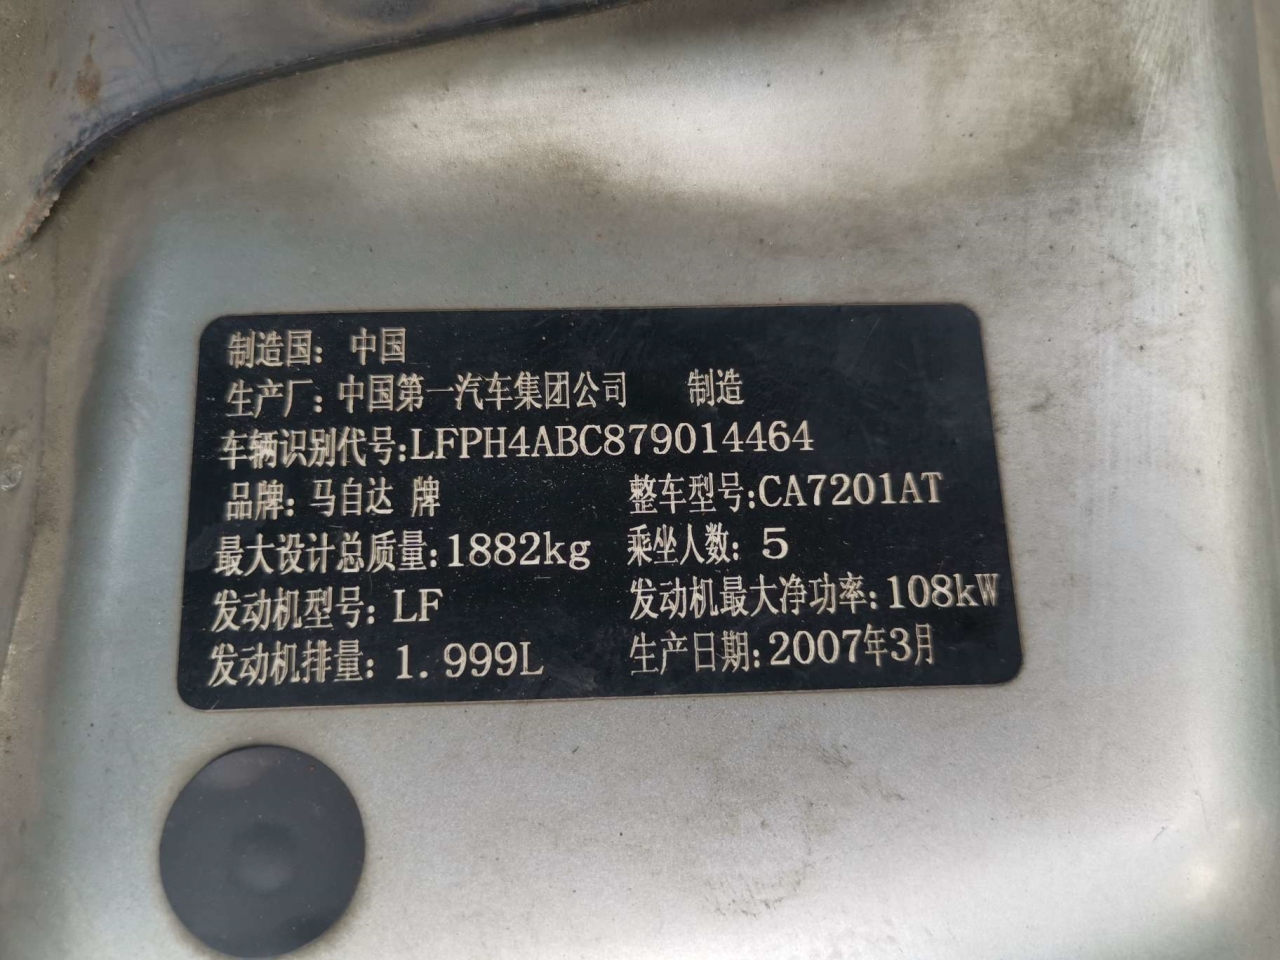 制造国：中国
生产厂：中国第一汽车集团公司 制造
车辆识别代号:LFPH4ABC879014464
品牌：马自达 牌 整车型号:CA7201AT
最大设计总质量:1882kg 乘坐人数：5
发动机型号：LF 发动机最大净功率:108kW
发动机排量：1.999L 生产日期:2007年3月